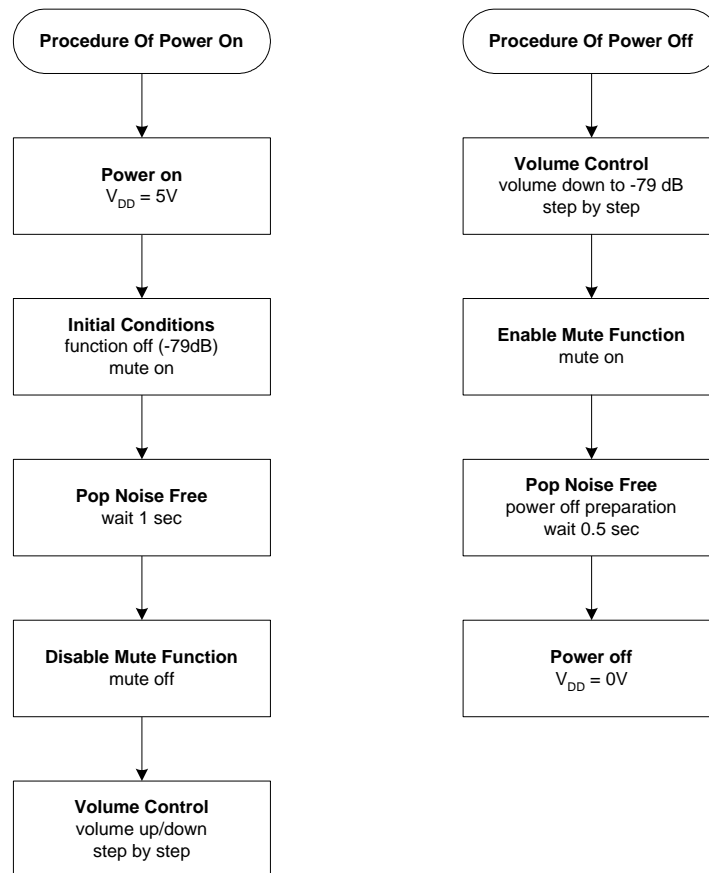 Procedure Of Power On
Power on
V_DD = 5V
Initial Conditions
function off (-79dB)
mute on
Pop Noise Free
wait 1 sec
Disable Mute Function
mute off
Volume Control
volume up/down
step by step
Procedure Of Power Off
Volume Control
volume down to -79 dB
step by step
Enable Mute Function
mute on
Pop Noise Free
power off preparation
wait 0.5 sec
Power off
V_DD = 0V